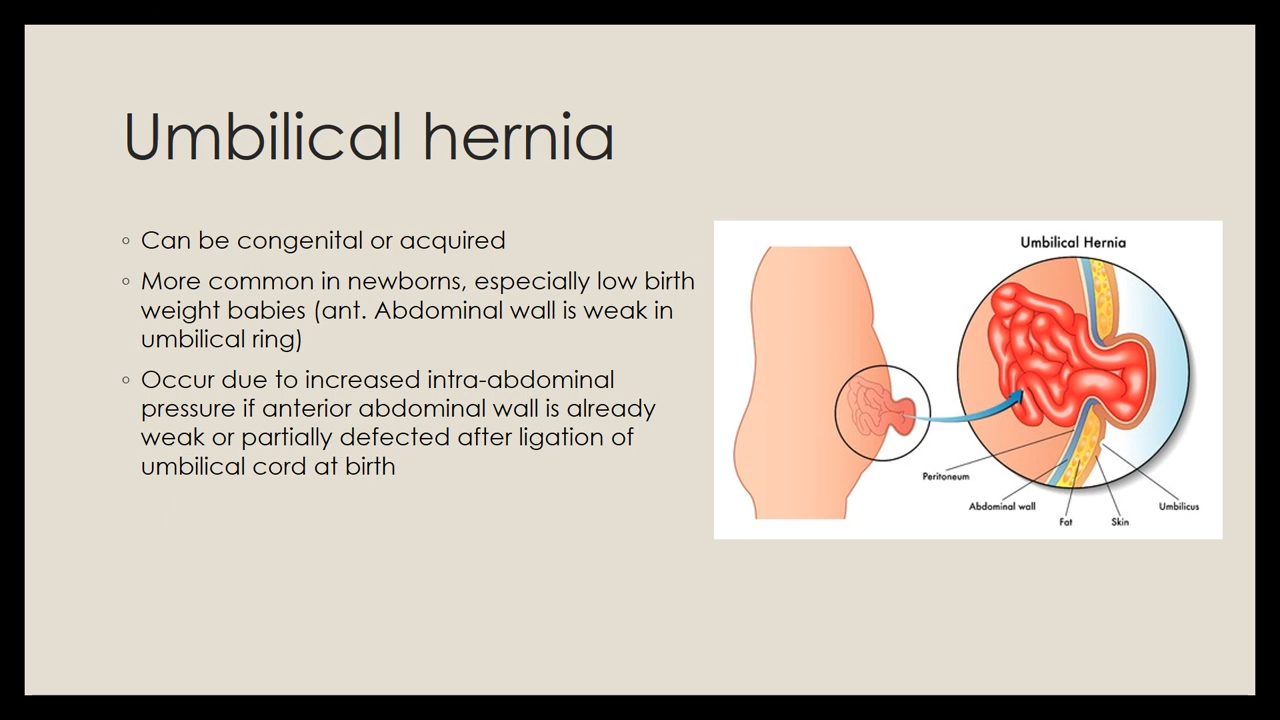 Umbilical hernia
◦ Can be congenital or acquired
◦ More common in newborns, especially low birth
weight babies (ant. Abdominal wall is weak in
umbilical ring)
◦ Occur due to increased intra-abdominal
pressure if anterior abdominal wall is already
weak or partially defected after ligation of
umbilical cord at birth
Umbilical Hernia
Peritoneum
Abdominal wall
Fat
Skin
Umbilicus